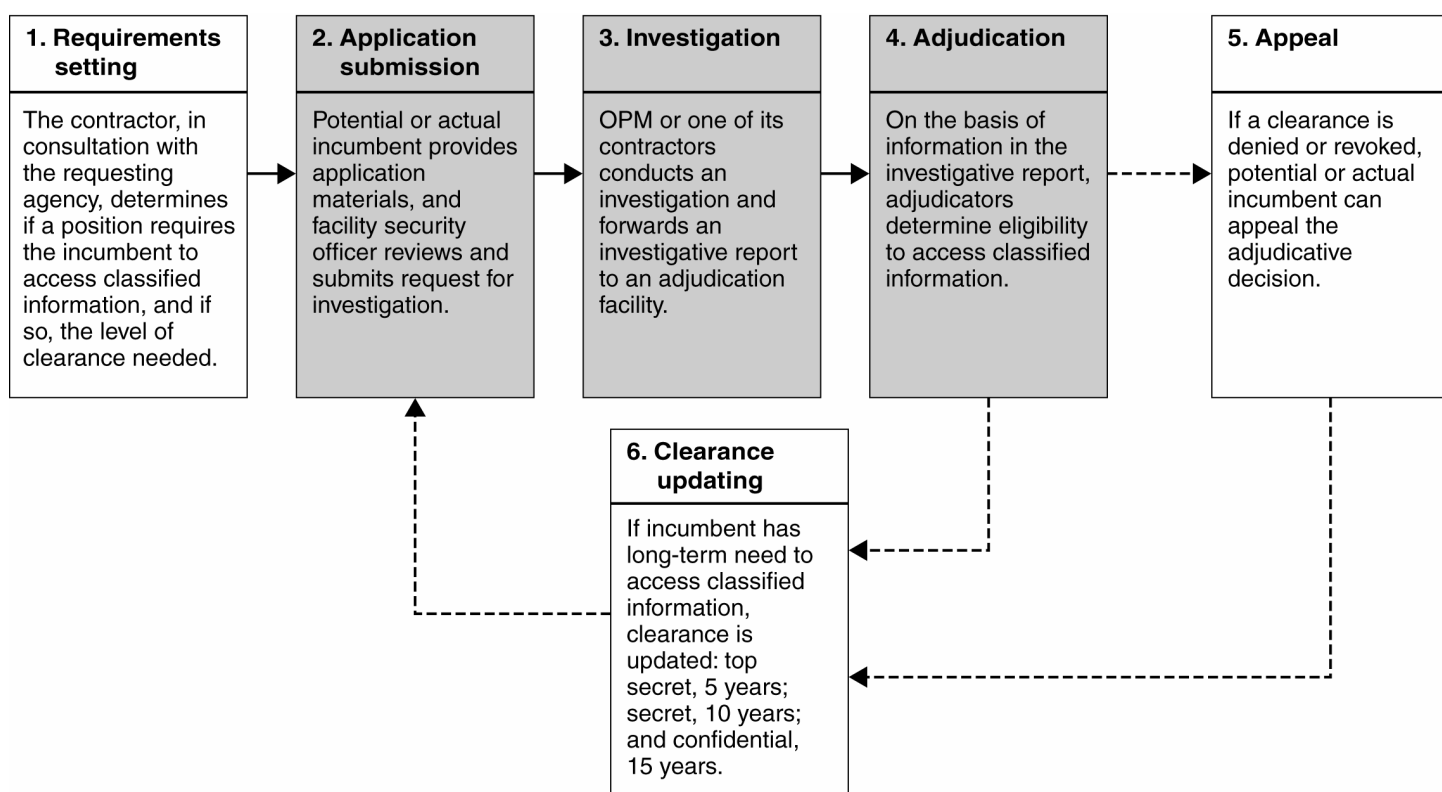 1. Requirements
setting
The contractor, in
consultation with
the requesting
agency, determines
if a position requires
the incumbent to
access classified
information, and if
so, the level of
clearance needed.
2. Application
submission
Potential or actual
incumbent provides
application
materials, and
facility security
officer reviews and
submits request for
investigation.
3. Investigation
OPM or one of its
contractors
conducts an
investigation and
forwards an
investigative report
to an adjudication
facility.
4. Adjudication
On the basis of
information in the
investigative report,
adjudicators
determine eligibility
to access classified
information.
5. Appeal
If a clearance is
denied or revoked,
potential or actual
incumbent can
appeal the
adjudicative
decision.
6. Clearance
updating
If incumbent has
long-term need to
access classified
information,
clearance is
updated: top
secret, 5 years;
secret, 10 years;
and confidential,
15 years.